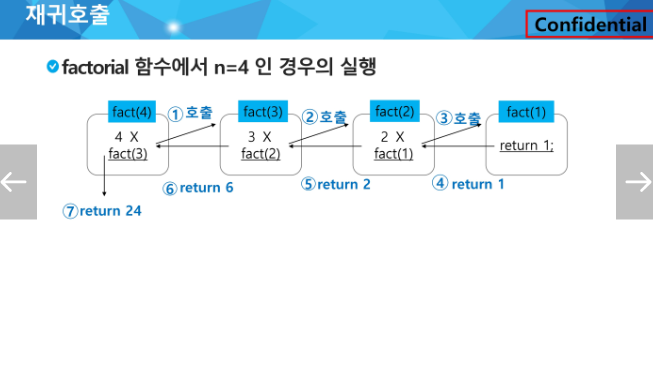 재귀호출
Confidential
factorial 함수에서 n=4 인 경우의 실행
fact(4) ①호출 fact(3) ②호출 fact(2) ③호출 fact(1)
4 X 3 X 2 X
fact(3) fact(2) fact(1) return 1;
⑥return 6 ⑤return 2 ④return 1
⑦return 24